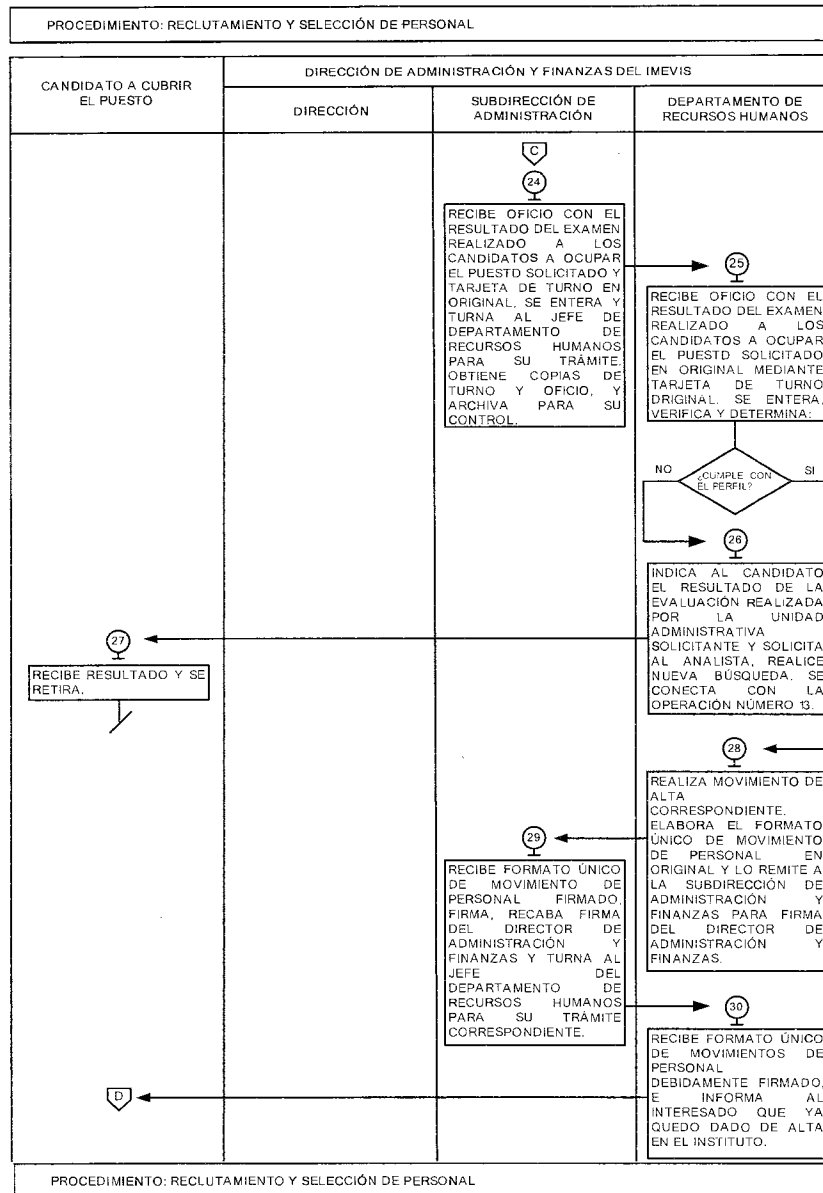 PROCEDIMIENTO: RECLUTAMIENTO Y SELECCIÓN DE PERSONAL
CANDIDATO A CUBRIR
EL PUESTO
DIRECCIÓN DE ADMINISTRACIÓN Y FINANZAS DEL IMEVIS
DIRECCIÓN
SUBDIRECCIÓN DE
ADMINISTRACIÓN
DEPARTAMENTO DE
RECURSOS HUMANOS
C
24
RECIBE OFICIO CON EL
RESULTADO DEL EXAMEN
REALIZADO A LOS
CANDIDATOS A OCUPAR
EL PUESTO SOLICITADO Y
TARJETA DE TURNO EN
ORIGINAL, SE ENTERA Y
TURNA AL JEFE DE
DEPARTAMENTO DE
RECURSOS HUMANOS
PARA SU TRÁMITE.
OBTIENE COPIAS DE
TURNO Y OFICIO, Y
ARCHIVA PARA SU
CONTROL.
25
RECIBE OFICIO CON EL
RESULTADO DEL EXAMEN
REALIZADO A LOS
CANDIDATOS A OCUPAR
EL PUESTO SOLICITADO
EN ORIGINAL MEDIANTE
TARJETA DE TURNO
ORIGINAL. SE ENTERA,
VERIFICA Y DETERMINA:
NO
¿CUMPLE CON
EL PERFIL?
SI
26
INDICA AL CANDIDATO
EL RESULTADO DE LA
EVALUACIÓN REALIZADA
POR LA UNIDAD
ADMINISTRATIVA
SOLICITANTE Y SOLICITA
AL ANALISTA, REALICE
NUEVA BÚSQUEDA. SE
CONECTA CON LA
OPERACIÓN NÚMERO 13.
27
RECIBE RESULTADO Y SE
RETIRA.
28
REALIZA MOVIMIENTO DE
ALTA
CORRESPONDIENTE.
ELABORA EL FORMATO
ÚNICO DE MOVIMIENTO
DE PERSONAL EN
ORIGINAL Y LO REMITE A
LA SUBDIRECCIÓN DE
ADMINISTRACIÓN Y
FINANZAS PARA FIRMA
DEL DIRECTOR DE
ADMINISTRACIÓN Y
FINANZAS.
29
RECIBE FORMATO ÚNICO
DE MOVIMIENTO DE
PERSONAL FIRMADO,
FIRMA, RECABA FIRMA
DEL DIRECTOR DE
ADMINISTRACIÓN Y
FINANZAS Y TURNA AL
JEFE DEL
DEPARTAMENTO DE
RECURSOS HUMANOS
PARA SU TRÁMITE
CORRESPONDIENTE.
30
RECIBE FORMATO ÚNICO
DE MOVIMIENTOS DE
PERSONAL
DEBIDAMENTE FIRMADO,
E INFORMA AL
INTERESADO QUE YA
QUEDO DADO DE ALTA
EN EL INSTITUTO.
D
PROCEDIMIENTO: RECLUTAMIENTO Y SELECCIÓN DE PERSONAL